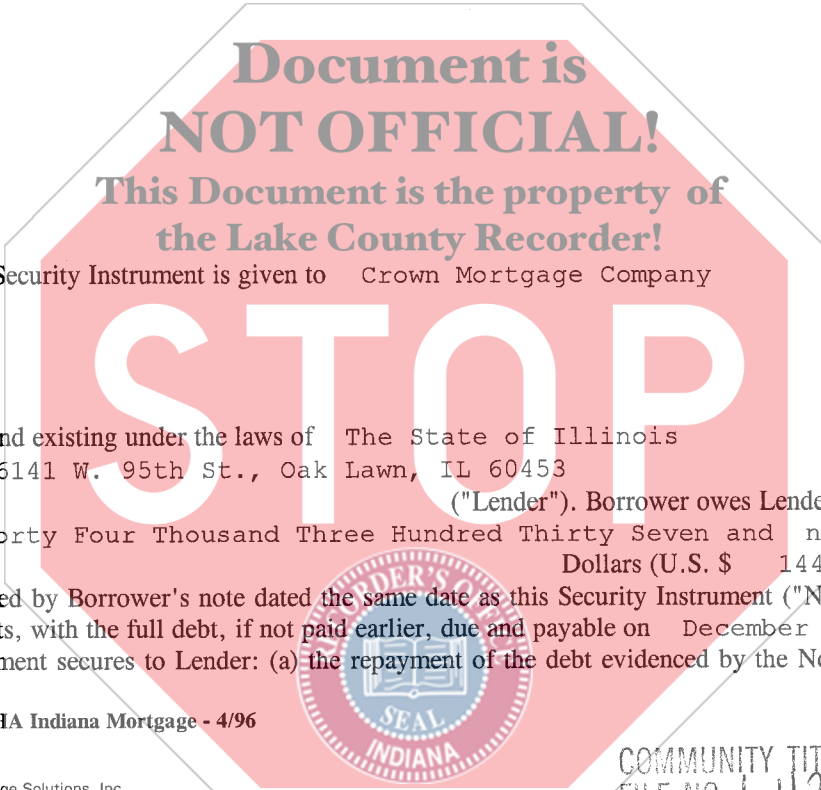 Document is
NOT OFFICIAL!
This Document is the property of
the Lake County Recorder!
Security Instrument is given to Crown Mortgage Company
STOP
nd existing under the laws of The State of Illinois
6141 W. 95th St., Oak Lawn, IL 60453
("Lender"). Borrower owes Lende
orty Four Thousand Three Hundred Thirty Seven and n
Dollars (U.S. $ 144
ed by Borrower's note dated the same date as this Security Instrument ("N
ts, with the full debt, if not paid earlier, due and payable on December
ment secures to Lender: (a) the repayment of the debt evidenced by the No
RECORDER'S OFFICE
SEAL
INDIANA
HA Indiana Mortgage - 4/96
COMMUNITY TIT
FILE NO
ge Solutions, Inc